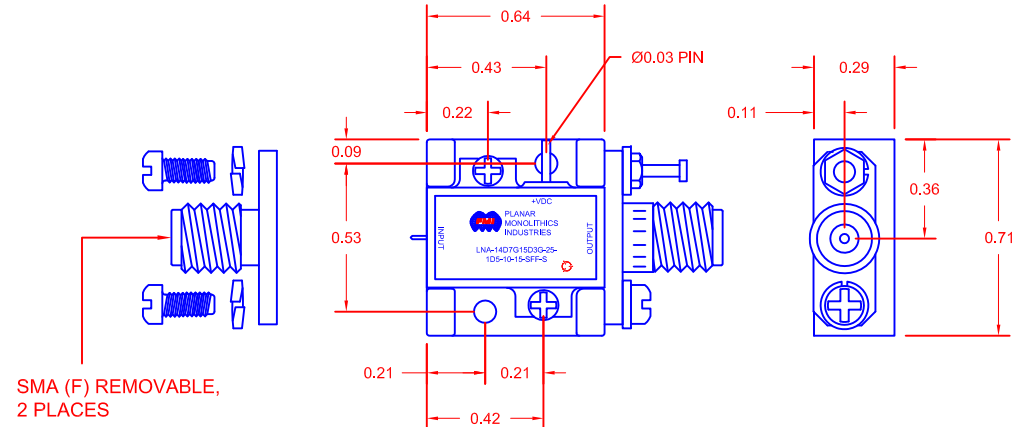 0.64
0.43
Ø0.03 PIN
0.29
0.22
0.11
0.09
0.36
0.53
0.71
+VDC
PMI
PLANAR
MONOLITHICS
INDUSTRIES
INPUT
OUTPUT
LNA-14D7G15D3G-25-
1D5-10-15-SFF-S
0.21
0.21
0.42
SMA (F) REMOVABLE,
2 PLACES